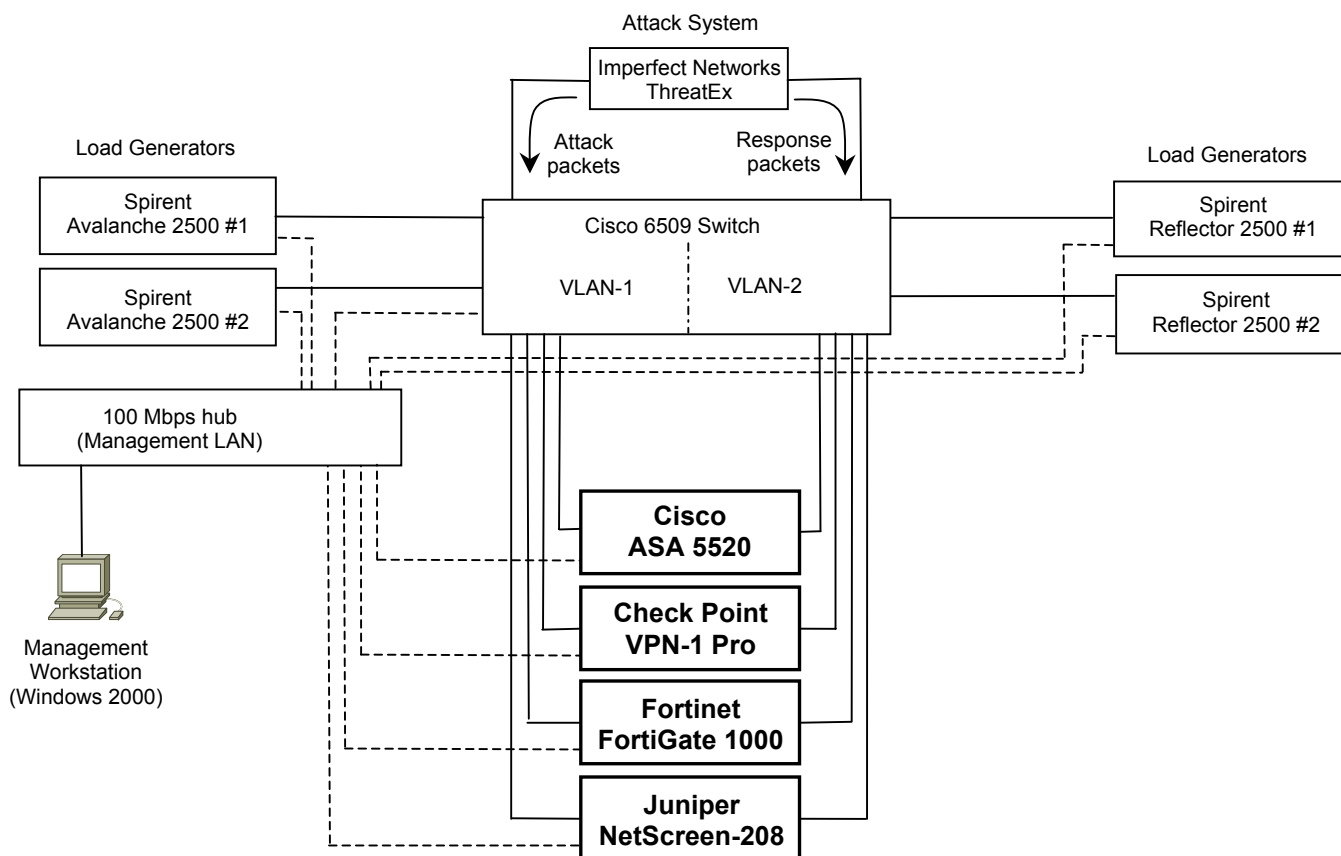 Attack System
Imperfect Networks
ThreatEx
Attack
packets
Response
packets
Load Generators
Spirent
Avalanche 2500 #1
Spirent
Avalanche 2500 #2
Cisco 6509 Switch
VLAN-1
VLAN-2
Load Generators
Spirent
Reflector 2500 #1
Spirent
Reflector 2500 #2
100 Mbps hub
(Management LAN)
Management
Workstation
(Windows 2000)
Cisco
ASA 5520
Check Point
VPN-1 Pro
Fortinet
FortiGate 1000
Juniper
NetScreen-208